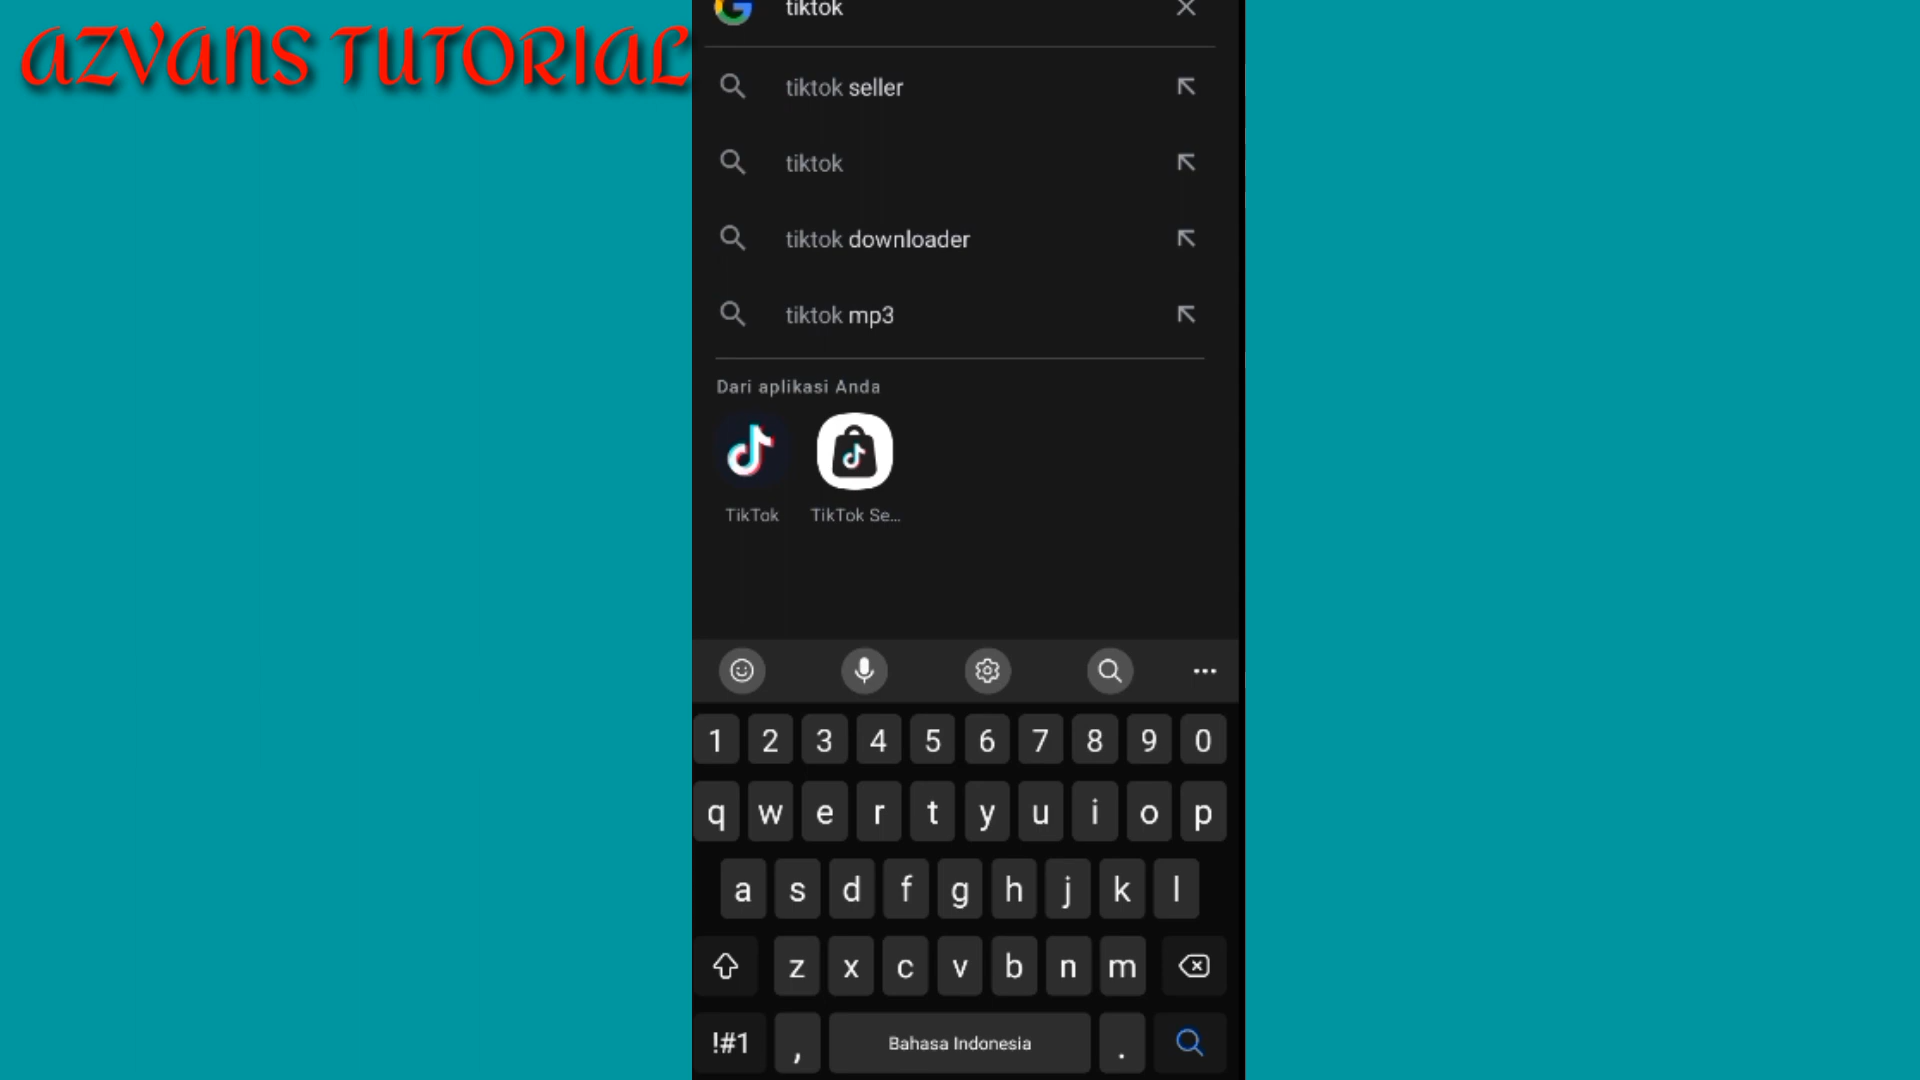 AZVANS TUTORIAL
tiktok
tiktok seller
tiktok
tiktok downloader
tiktok mp3
Dari aplikasi Anda
TikTok TikTok Se...
1 2 3 4 5 6 7 8 9 0
q w e r t y u i o p
a s d f g h j k l
z x c v b n m
!#1 , Bahasa Indonesia .